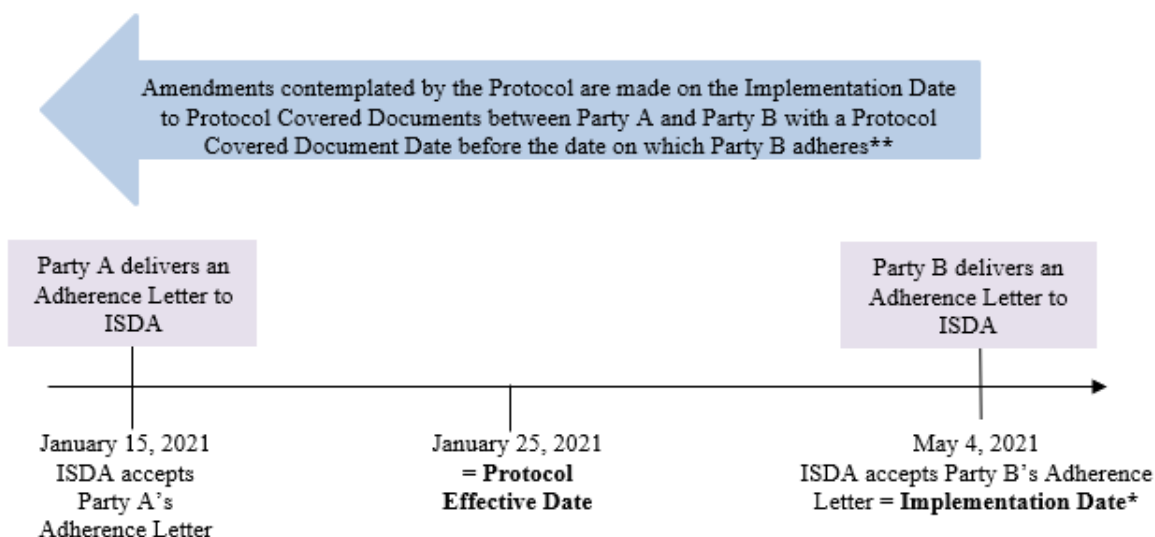 Amendments contemplated by the Protocol are made on the Implementation Date
to Protocol Covered Documents between Party A and Party B with a Protocol
Covered Document Date before the date on which Party B adheres**
Party A delivers an
Adherence Letter to
ISDA
Party B delivers an
Adherence Letter to
ISDA
January 15, 2021
ISDA accepts
Party A’s
Adherence Letter
January 25, 2021
= Protocol
Effective Date
May 4, 2021
ISDA accepts Party B’s Adherence
Letter = Implementation Date*